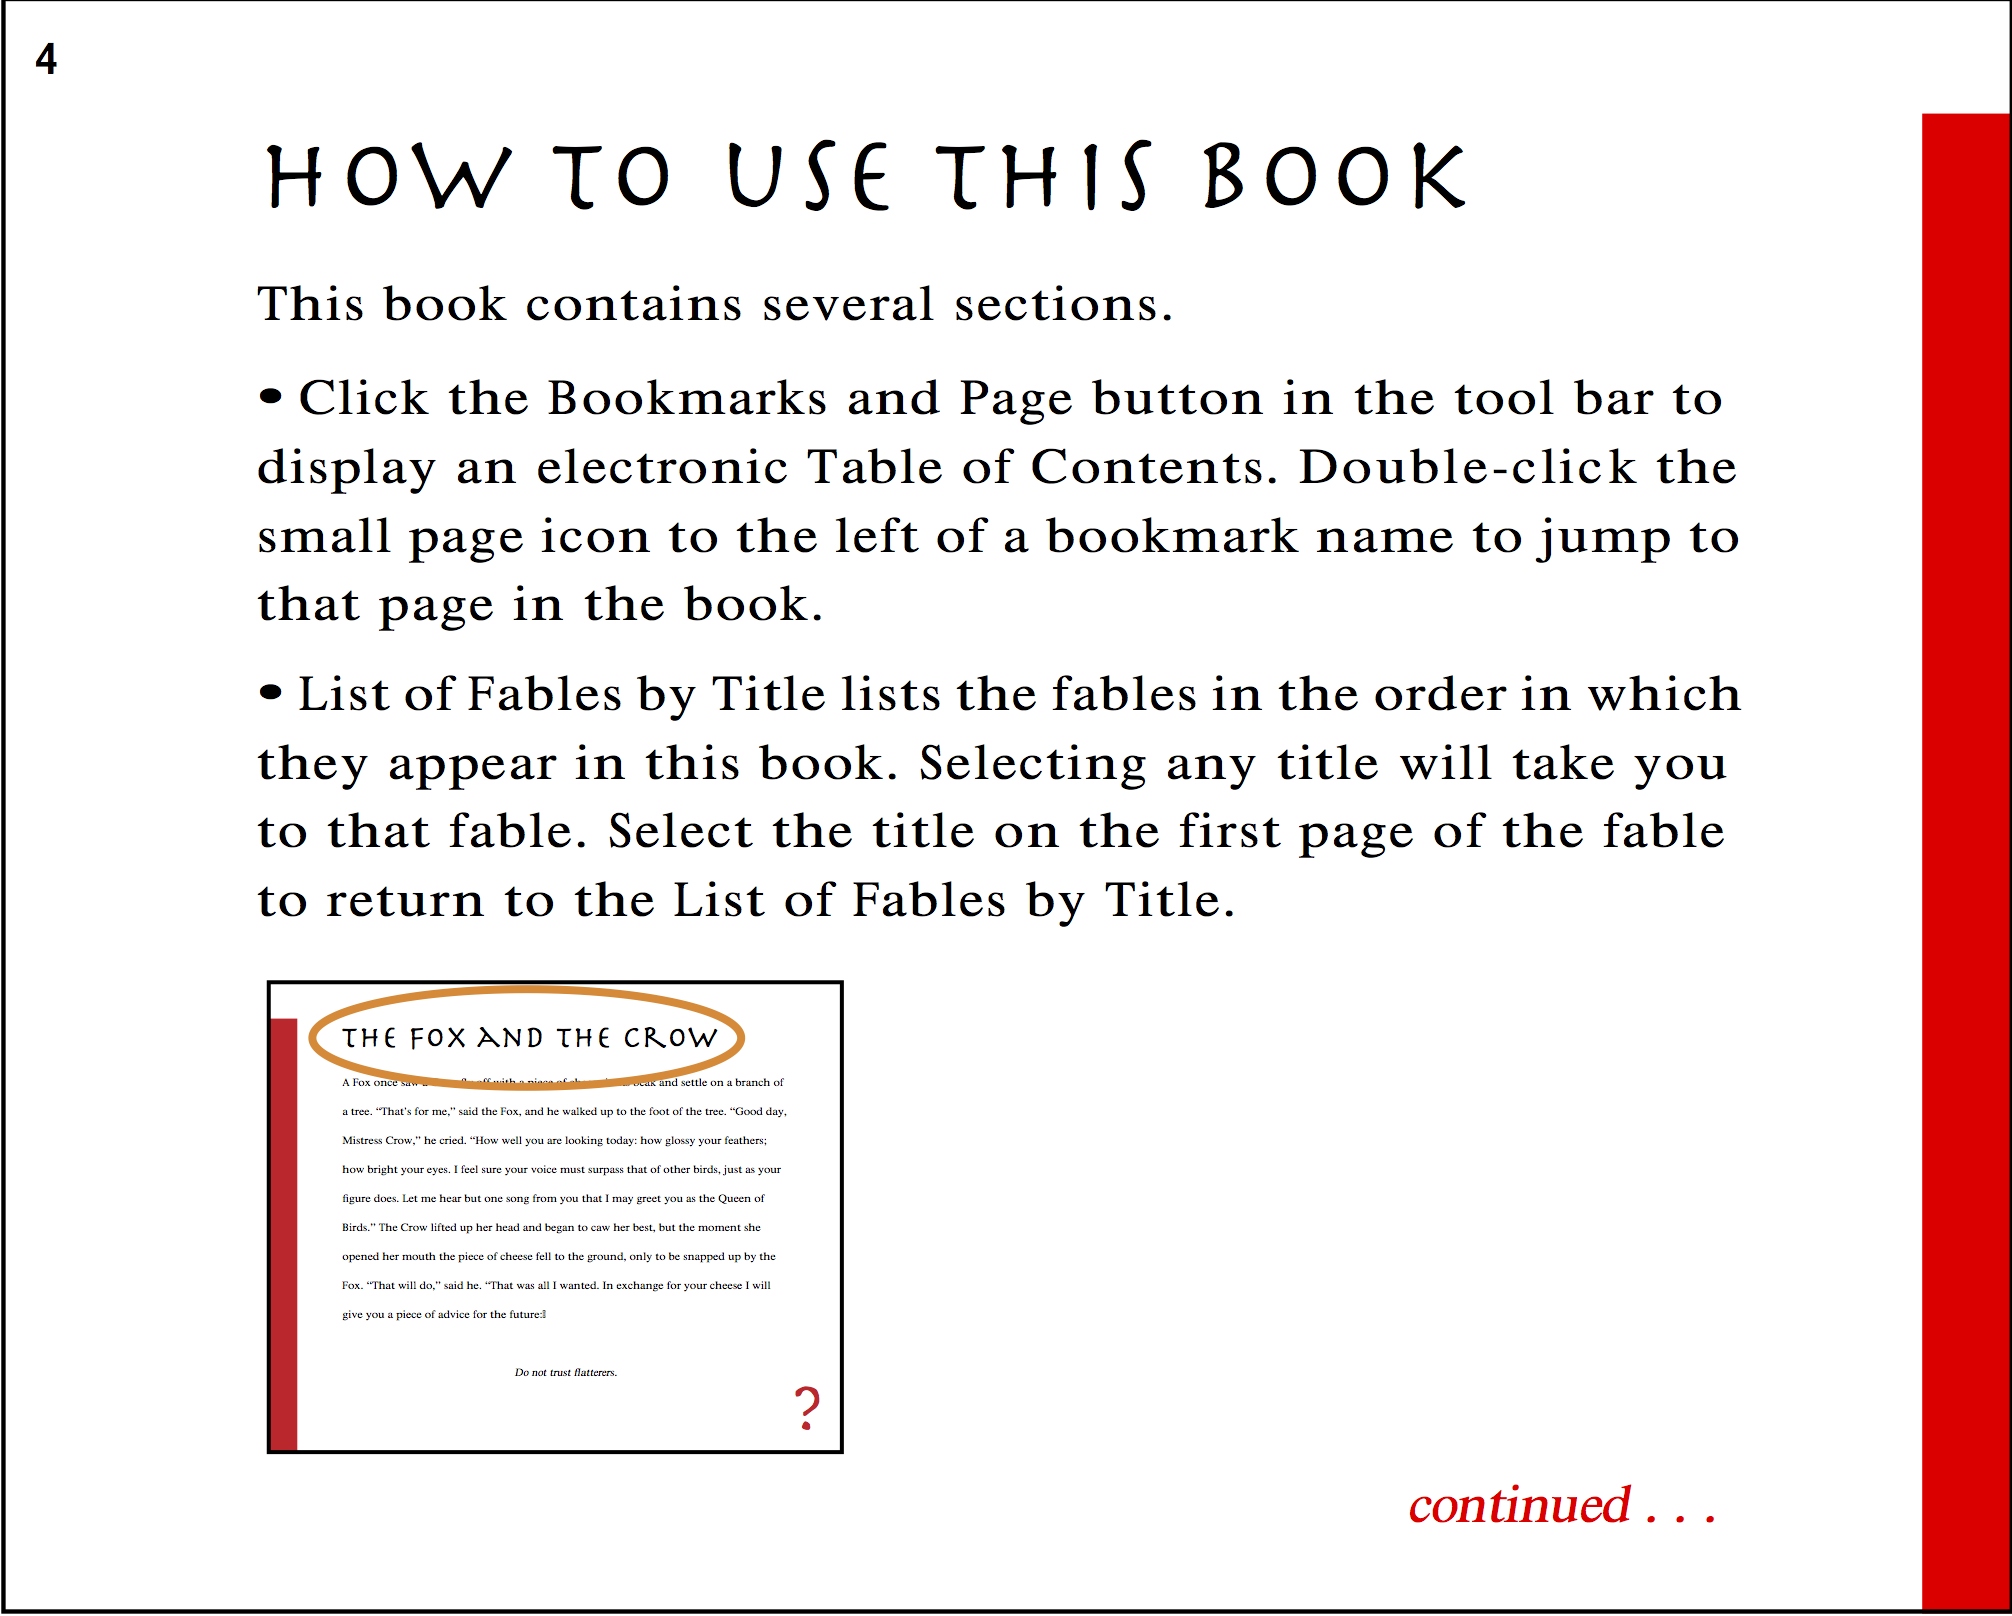 4
HOW TO USE THIS BOOK
This book contains several sections.
• Click the Bookmarks and Page button in the tool bar to
display an electronic Table of Contents. Double-click the
small page icon to the left of a bookmark name to jump to
that page in the book.
• List of Fables by Title lists the fables in the order in which
they appear in this book. Selecting any title will take you
to that fable. Select the title on the first page of the fable
to return to the List of Fables by Title.
THE FOX AND THE CROW
A Fox once saw a fly off with a piece of beak and settle on a branch of
a tree. “That’s for me,” said the Fox, and he walked up to the foot of the tree. “Good day,
Mistress Crow,” he cried. “How well you are looking today: how glossy your feathers;
how bright your eyes. I feel sure your voice must surpass that of other birds, just as your
figure does. Let me hear but one song from you that I may greet you as the Queen of
Birds.” The Crow lifted up her head and began to caw her best, but the moment she
opened her mouth the piece of cheese fell to the ground, only to be snapped up by the
Fox. “That will do,” said he. “That was all I wanted. In exchange for your cheese I will
give you a piece of advice for the future:
Do not trust flatterers.
?
continued . . .